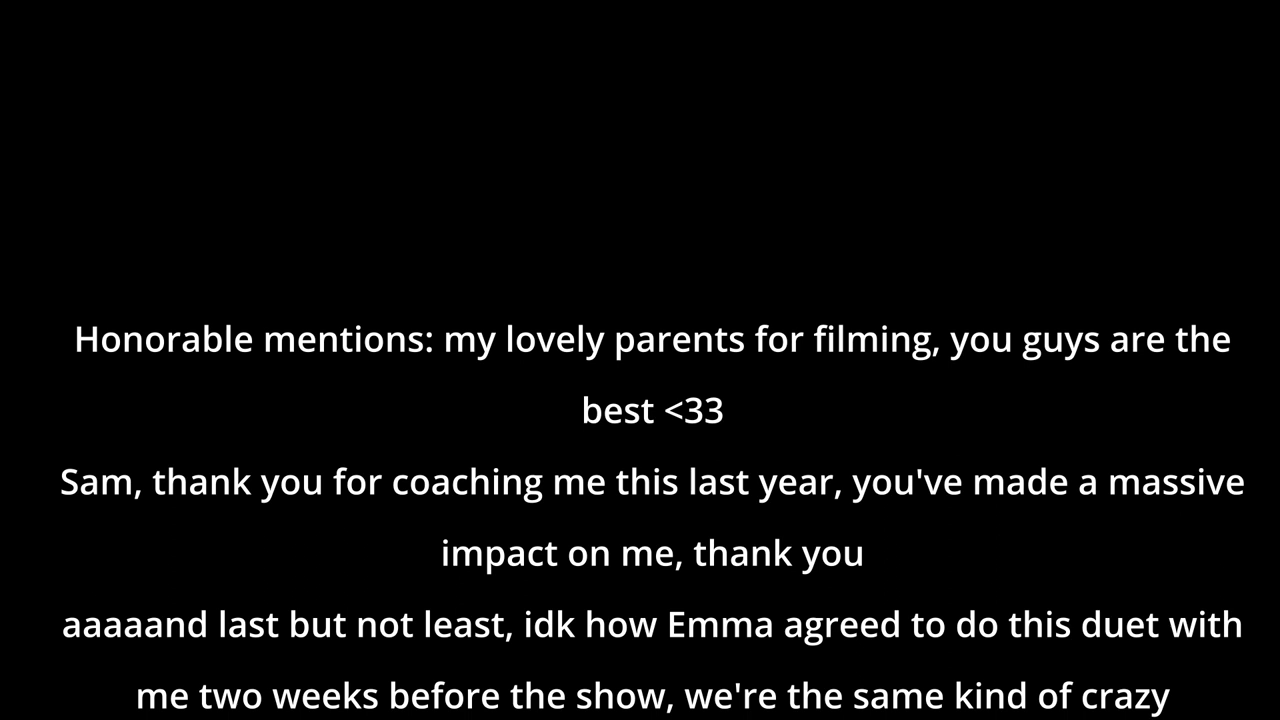 Honorable mentions: my lovely parents for filming, you guys are the
best <33
Sam, thank you for coaching me this last year, you've made a massive
impact on me, thank you
aaaaand last but not least, idk how Emma agreed to do this duet with
me two weeks before the show, we're the same kind of crazy